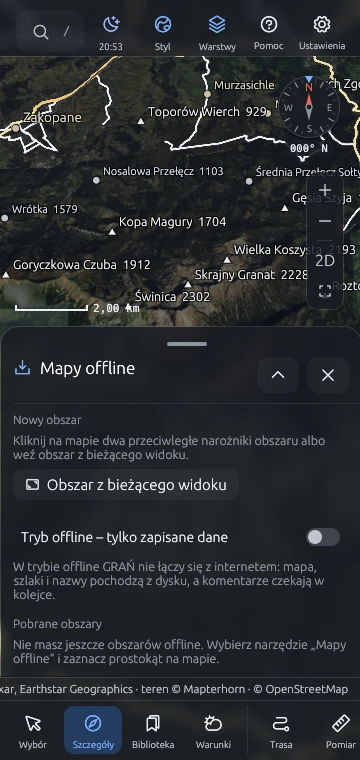 /
20:53 Styl Warstwy Pomoc Ustawienia
Murzasichle
Zakopane
Toporów Wierch 929
N
W E
S
000° N
Nosalowa Przełęcz 1103
Średnia Przełęcz
Gęsia Szyja
+
−
Wrótka 1579
Kopa Magury 1704
Wielka Koszysta 2193
2D
Goryczkowa Czuba 1912
Skrajny Granat 2228
Świnica 2302
2,00 km
Mapy offline
Nowy obszar
Kliknij na mapie dwa przeciwległe narożniki obszaru albo
weź obszar z bieżącego widoku.
Obszar z bieżącego widoku
Tryb offline – tylko zapisane dane
W trybie offline GRAŃ nie łączy się z internetem: mapa,
szlaki i nazwy pochodzą z dysku, a komentarze czekają w
kolejce.
Pobrane obszary
Nie masz jeszcze obszarów offline. Wybierz narzędzie „Mapy
offline” i zaznacz prostokąt na mapie.
xar, Earthstar Geographics · teren © Mapterhorn · © OpenStreetMap
Wybór Szczegóły Biblioteka Warunki Trasa Pomiar